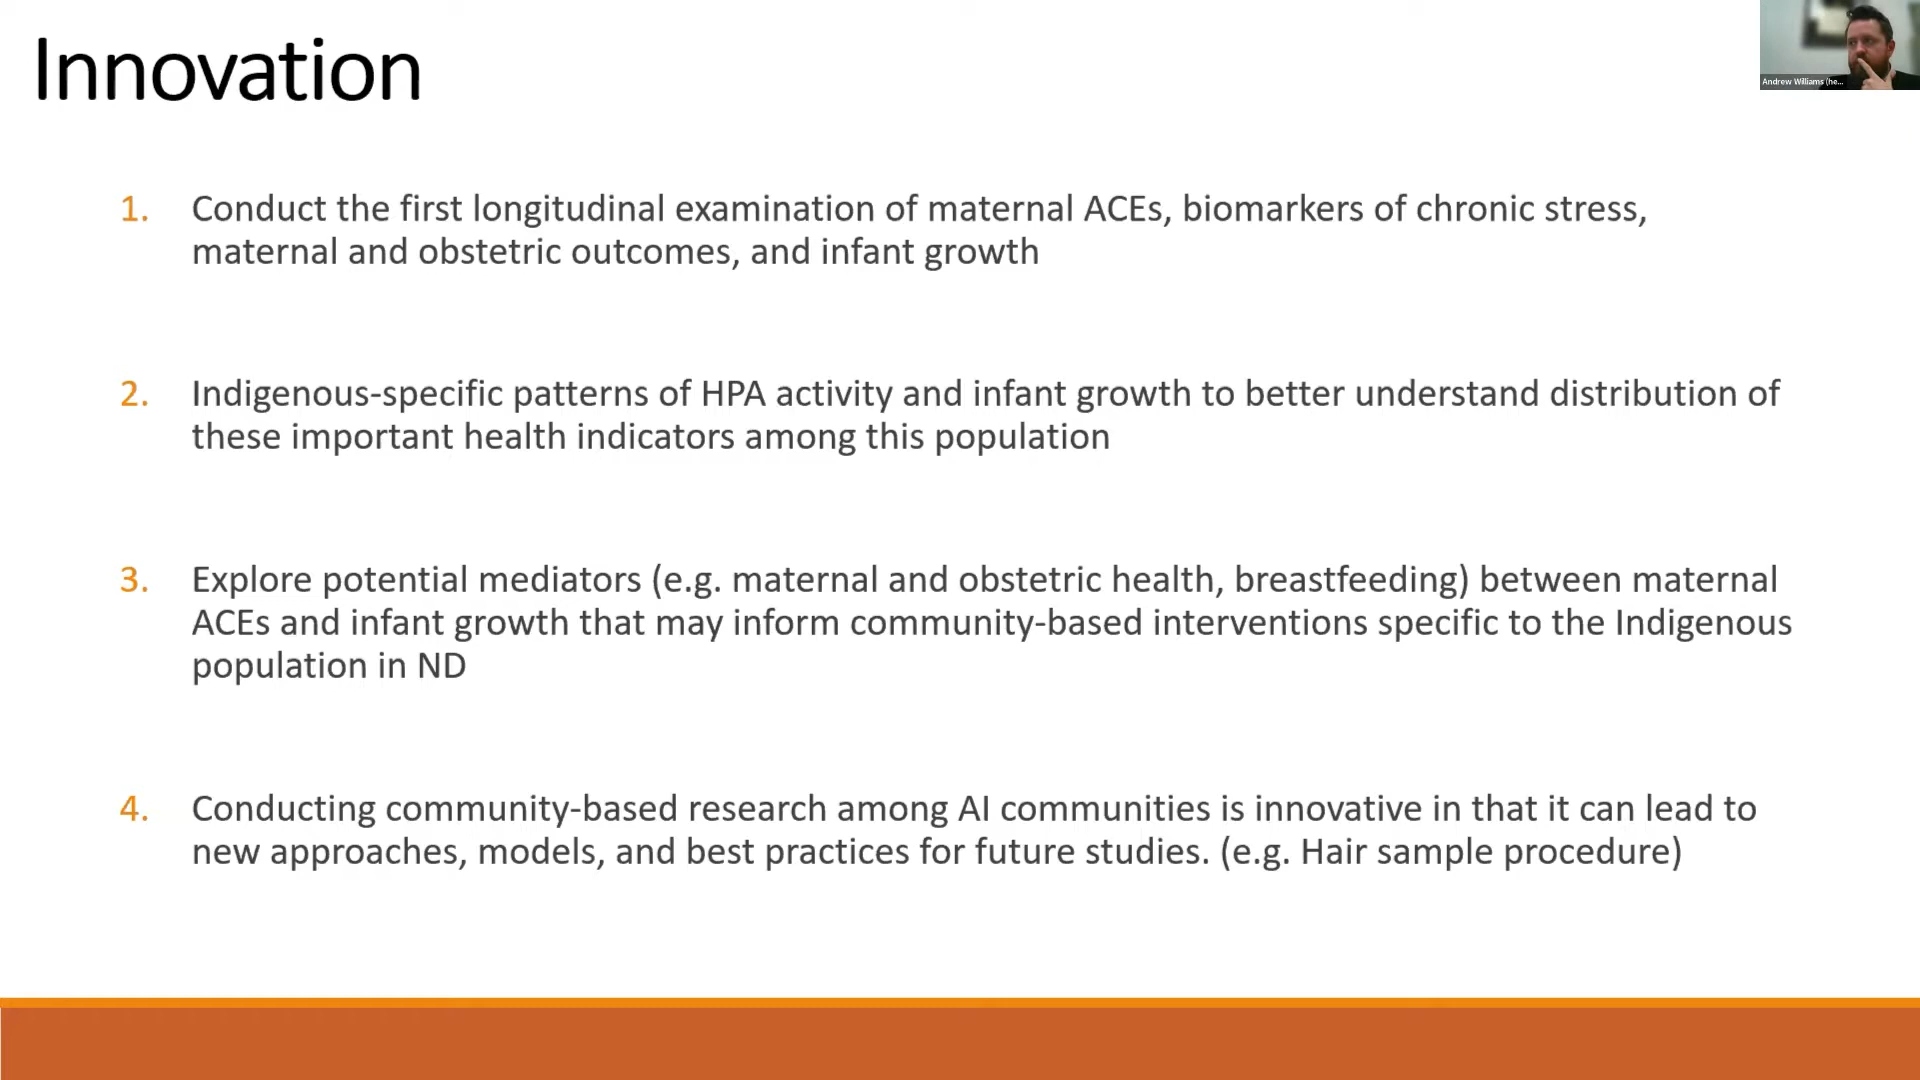 Innovation
Andrew Williams (he...
1. Conduct the first longitudinal examination of maternal ACEs, biomarkers of chronic stress,
maternal and obstetric outcomes, and infant growth
2. Indigenous-specific patterns of HPA activity and infant growth to better understand distribution of
these important health indicators among this population
3. Explore potential mediators (e.g. maternal and obstetric health, breastfeeding) between maternal
ACEs and infant growth that may inform community-based interventions specific to the Indigenous
population in ND
4. Conducting community-based research among AI communities is innovative in that it can lead to
new approaches, models, and best practices for future studies. (e.g. Hair sample procedure)